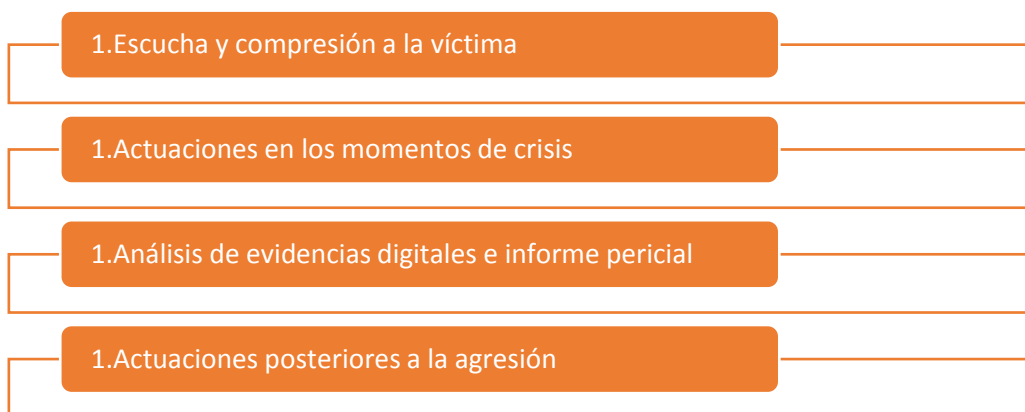 1.Escucha y compresión a la víctima
1.Actuaciones en los momentos de crisis
1.Análisis de evidencias digitales e informe pericial
1.Actuaciones posteriores a la agresión